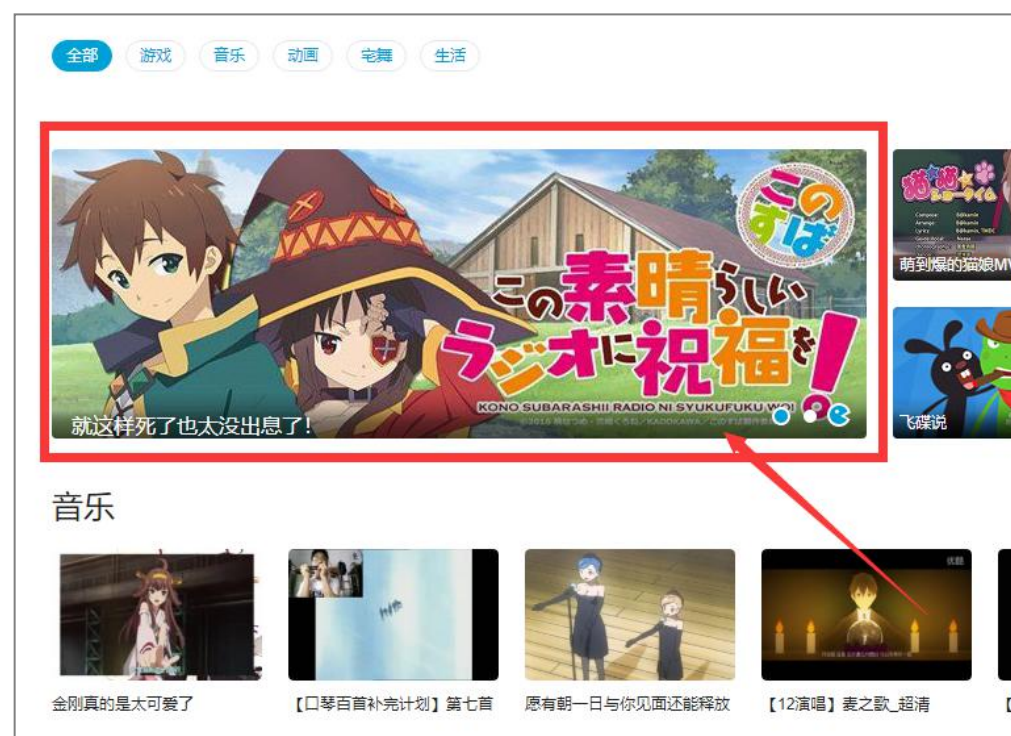 全部
游戏
音乐
动画
宅舞
生活
このすば
この素晴らしい
ラジオに祝福を!
KONO SUBARASHII RADIO NI SYUKUFUKU WO!
就这样死了也太没出息了!
萌到爆的猫娘MV
飞碟说
音乐
优酷
金刚真的是太可爱了
【口琴百首补完计划】第七首
愿有朝一日与你见面还能释放
【12演唱】麦之歌_超清
【